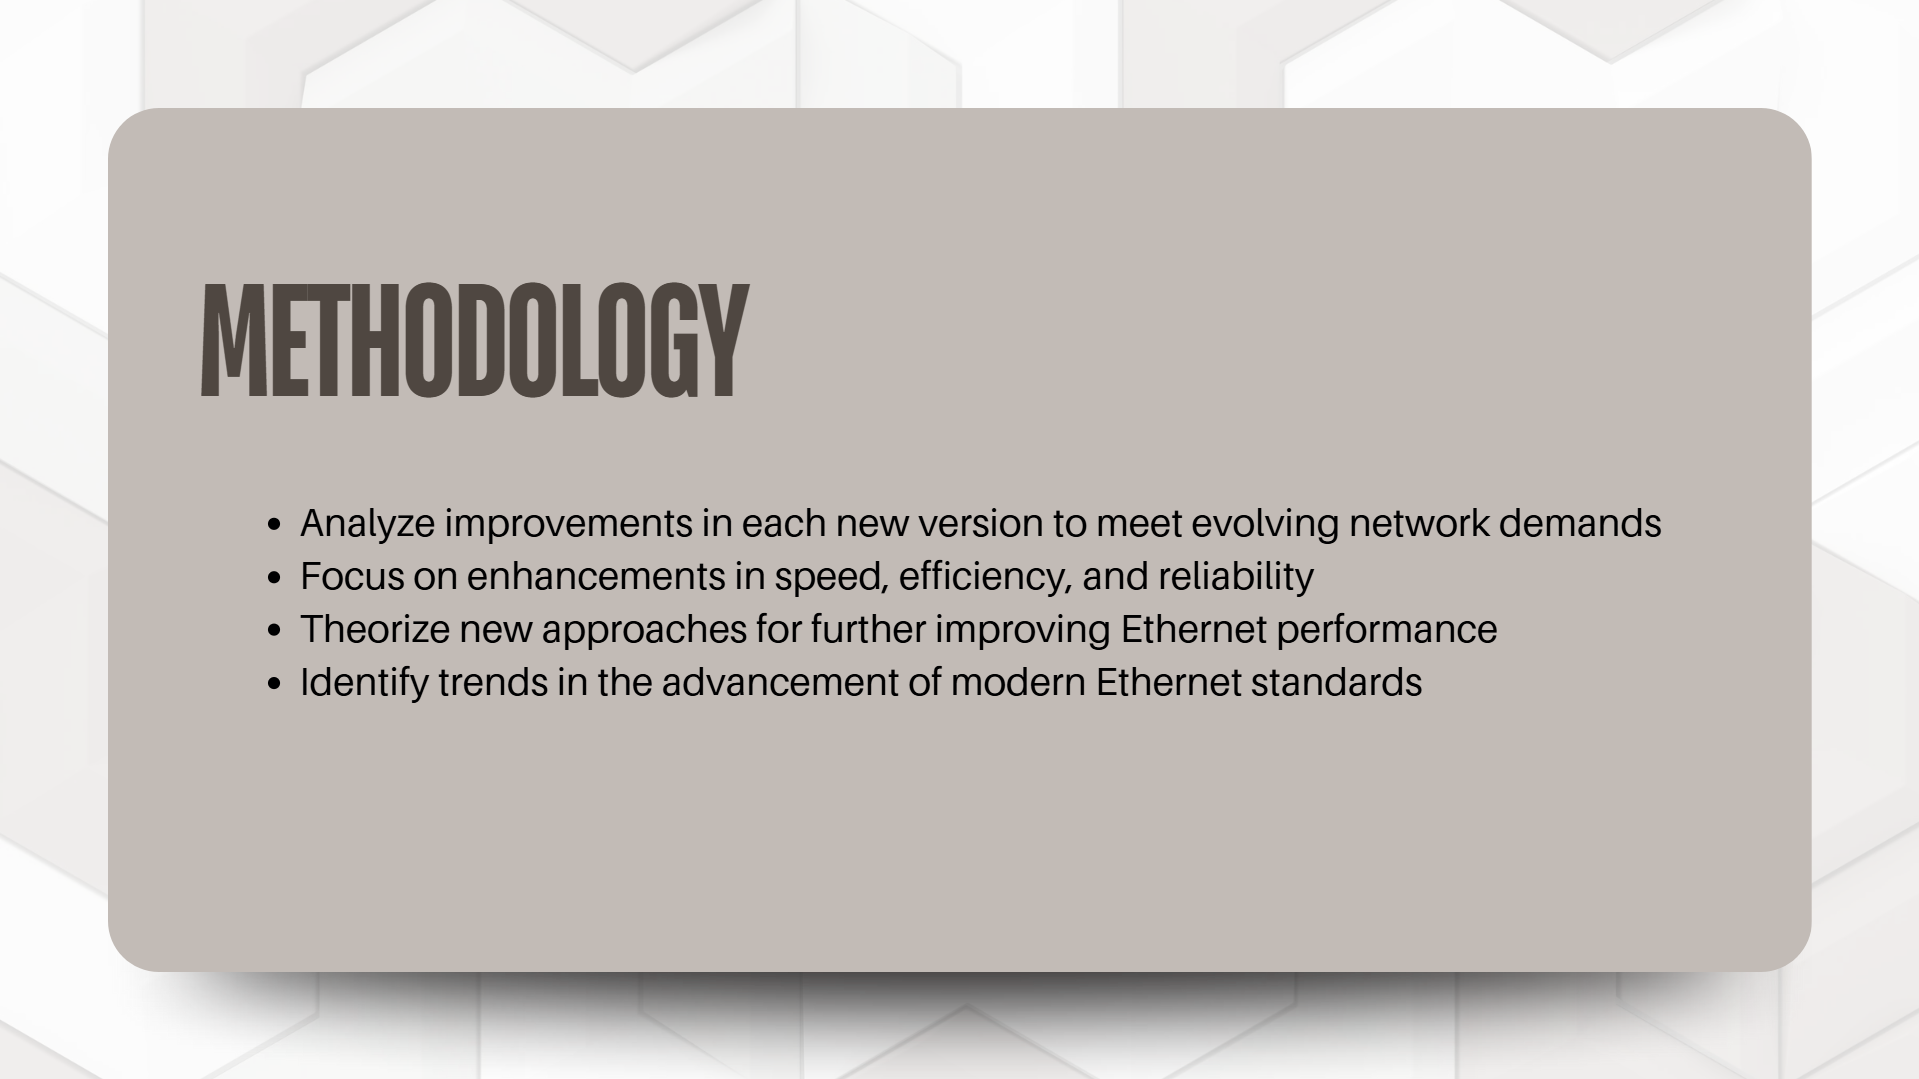 METHODOLOGY
• Analyze improvements in each new version to meet evolving network demands
• Focus on enhancements in speed, efficiency, and reliability
• Theorize new approaches for further improving Ethernet performance
• Identify trends in the advancement of modern Ethernet standards